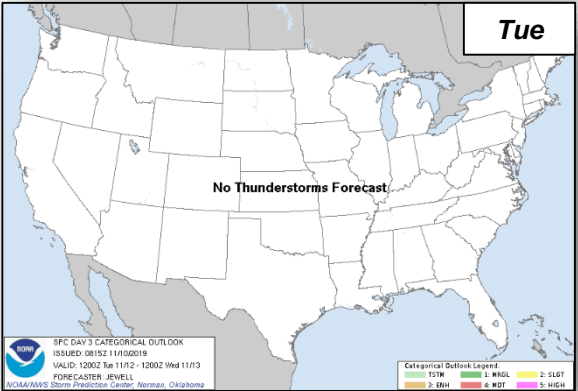 Tue
No Thunderstorms Forecast
NOAA
SPC DAY 3 CATEGORICAL OUTLOOK
ISSUED: 0815Z 11/10/2019
VALID: 1200Z Tue 11/12 - 1200Z Wed 11/13
FORECASTER: JEWELL
NOAA/NWS Storm Prediction Center, Norman, Oklahoma
Categorical Outlook Legend:
TSTM 1: MRGL 2: SLGT
3: ENH 4: MDT 5: HIGH